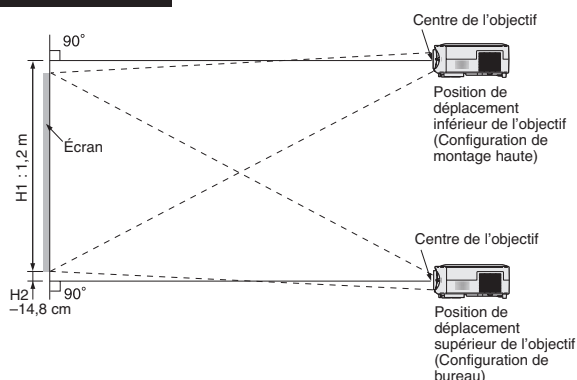 Centre de l'objectif
90°
Position de
déplacement
inférieur de l'objectif
(Configuration de
montage haute)
Écran
H1 : 1,2 m
Centre de l'objectif
H2
90°
–14,8 cm
Position de
déplacement
supérieur de l'objectif
(Configuration de
bureau)